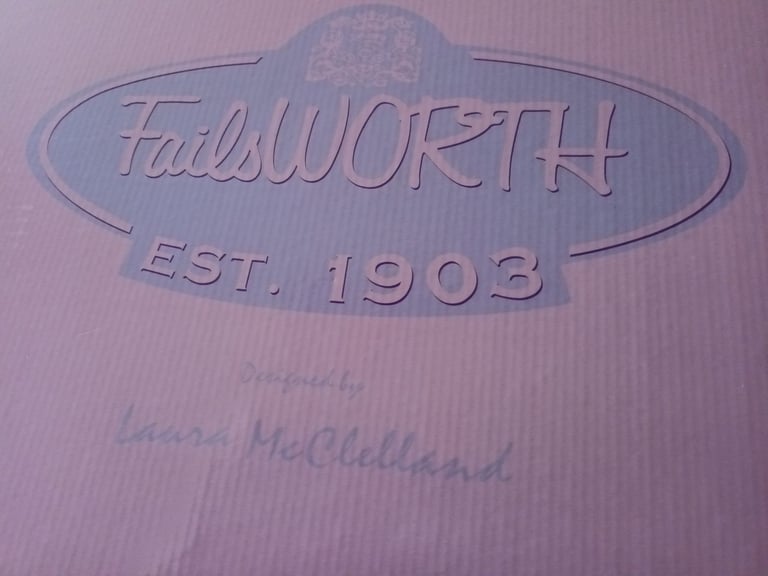 FailsWORTH
EST. 1903
Designed by
Laura McClelland